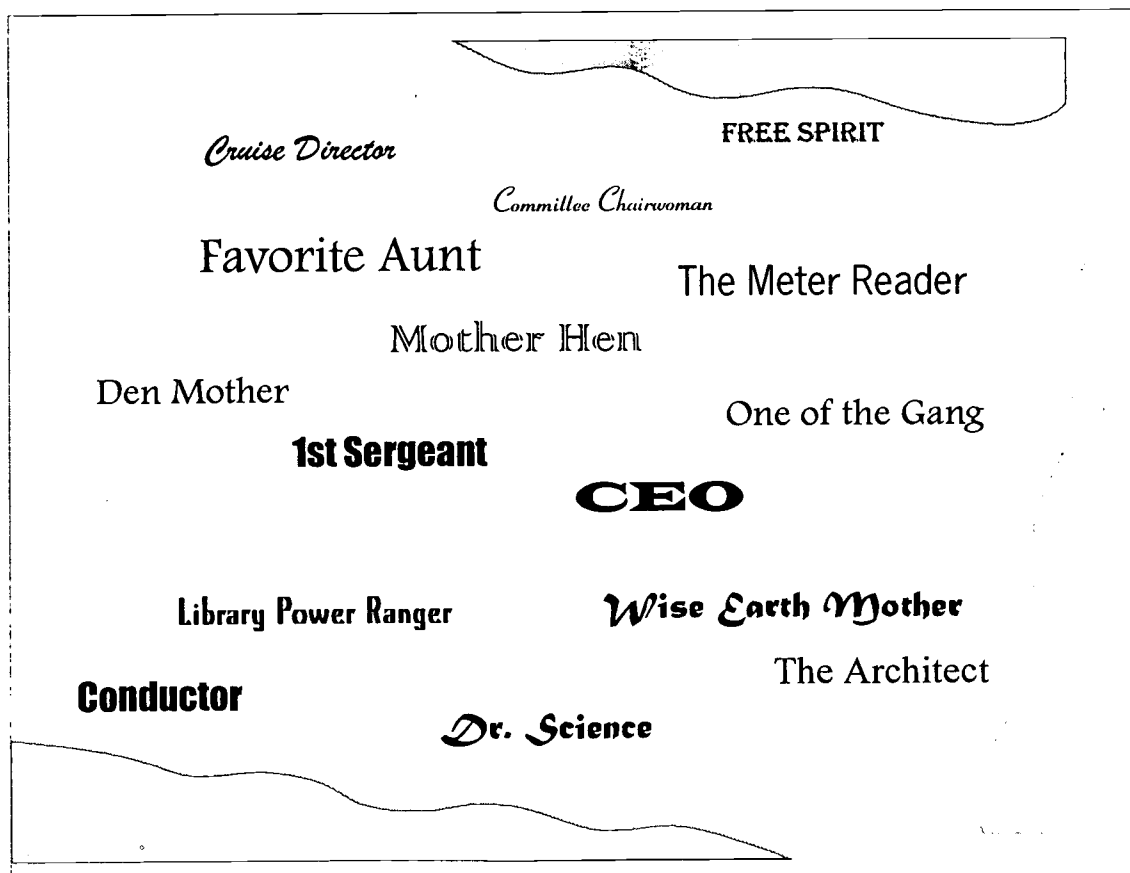 FREE SPIRIT
Cruise Director
Committee Chairwoman
Favorite Aunt
The Meter Reader
Mother Hen
Den Mother
One of the Gang
1st Sergeant
CEO
Library Power Ranger
Wise Earth Mother
The Architect
Conductor
Dr. Science